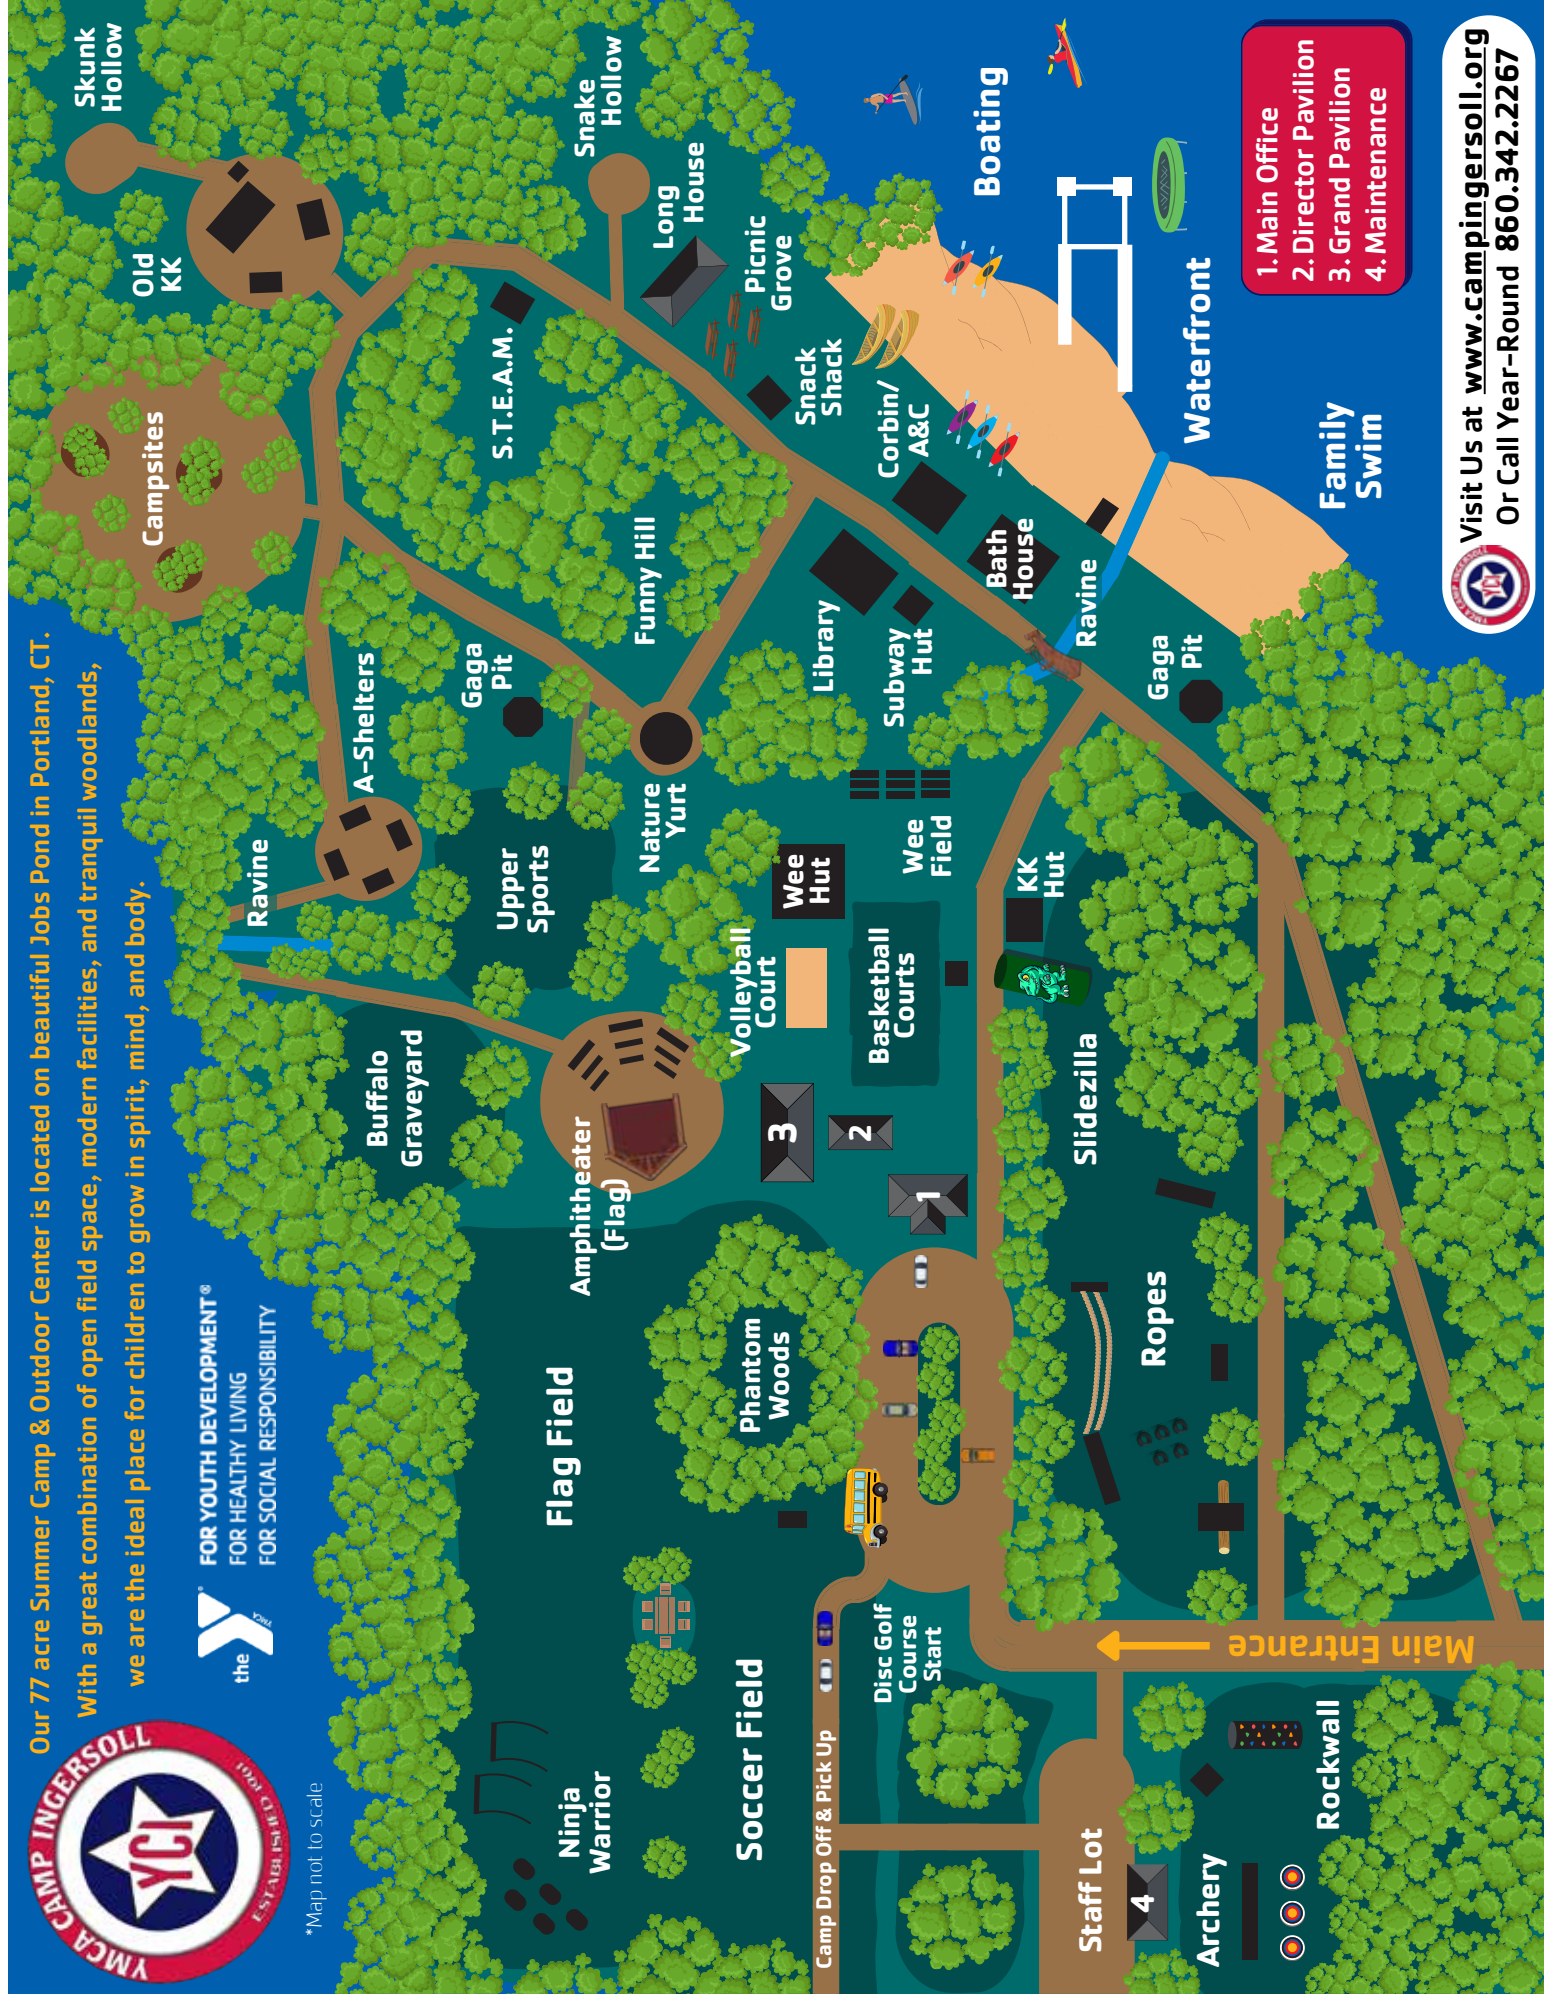 Our 77 acre Summer Camp & Outdoor Center is located on beautiful Jobs Pond in Portland, CT.
With a great combination of open field space, modern facilities, and tranquil woodlands,
we are the ideal place for children to grow in spirit, mind, and body.
YMCA CAMP INGERSOLL
YCI
ESTABLISHED 1920
the
YMCA
FOR YOUTH DEVELOPMENT®
FOR HEALTHY LIVING
FOR SOCIAL RESPONSIBILITY
*Map not to scale
Skunk
Hollow
Old
KK
Campsites
Snake
Hollow
Long
House
Picnic
Grove
S.T.E.A.M.
Snack
Shack
Corbin/
A&C
Boating
Waterfront
Family
Swim
Funny Hill
Library
Subway
Hut
Bath
House
Ravine
Gaga
Pit
A-Shelters
Gaga
Pit
Ravine
Upper
Sports
Nature
Yurt
Wee
Hut
Wee
Field
KK
Hut
Volleyball
Court
Basketball
Courts
Buffalo
Graveyard
Amphitheater
(Flag)
3
2
1
Slidezilla
Flag Field
Phantom
Woods
Ropes
Ninja
Warrior
Soccer Field
Camp Drop Off & Pick Up
Disc Golf
Course
Start
Main Entrance
Staff Lot
4
Archery
Rockwall
1.Main Office
2.Director Pavilion
3.Grand Pavilion
4.Maintenance
YMCA CAMP INGERSOLL
YCI
Visit Us at www.campingersoll.org
Or Call Year-Round 860.342.2267